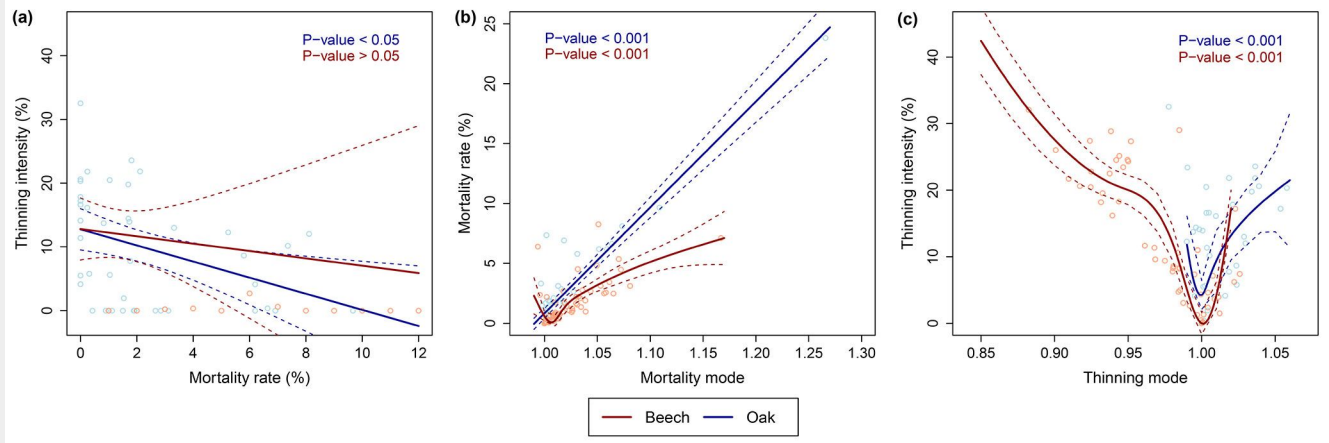 (a)
P−value < 0.05
P−value > 0.05
Thinning intensity (%)
40
30
20
10
0
0 2 4 6 8 10 12
Mortality rate (%)
(b)
P−value < 0.001
P−value < 0.001
Mortality rate (%)
25
20
15
10
5
0
1.00 1.05 1.10 1.15 1.20 1.25 1.30
Mortality mode
(c)
P−value < 0.001
P−value < 0.001
Thinning intensity (%)
40
30
20
10
0
0.85 0.90 0.95 1.00 1.05
Thinning mode
Beech Oak